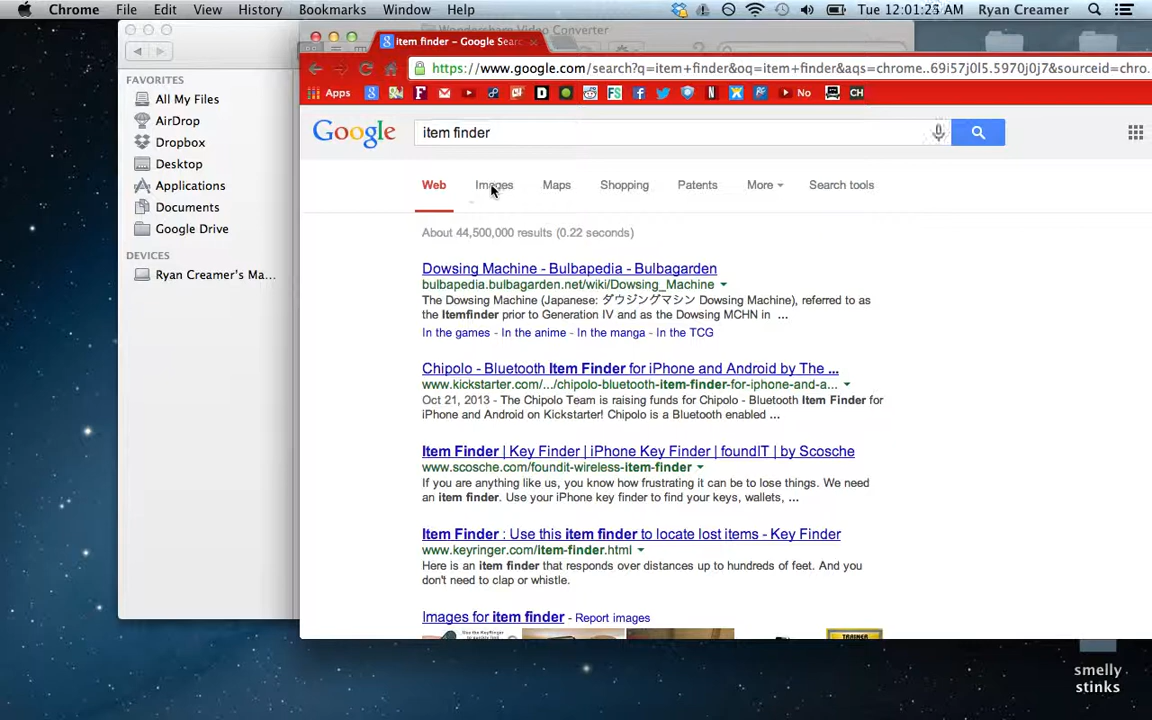 Chrome File Edit View History Bookmarks Window Help Tue 12:01:25 AM Ryan Creamer
Wondershare Video Converter
Item finder – Google Sear
https://www.google.com/search?q=item+finder&oq=item+finder&aqs=chrome..69i57j0l5.5970j0j7&sourceid=chro.
Apps No CH
FAVORITES
All My Files
AirDrop
Dropbox
Desktop
Applications
Documents
Google Drive
DEVICES
Ryan Creamer's Ma...
Google item finder
Web Images Maps Shopping Patents More Search tools
About 44,500,000 results (0.22 seconds)
Dowsing Machine - Bulbapedia - Bulbagarden
bulbapedia.bulbagarden.net/wiki/Dowsing_Machine
The Dowsing Machine (Japanese: ダウジングマシン Dowsing Machine), referred to as
the Itemfinder prior to Generation IV and as the Dowsing MCHN in ...
In the games - In the anime - In the manga - In the TCG
Chipolo - Bluetooth Item Finder for iPhone and Android by The ...
www.kickstarter.com/.../chipolo-bluetooth-item-finder-for-iphone-and-a...
Oct 21, 2013 - The Chipolo Team is raising funds for Chipolo - Bluetooth Item Finder for
iPhone and Android on Kickstarter! Chipolo is a Bluetooth enabled ...
Item Finder | Key Finder | iPhone Key Finder | foundIT | by Scosche
www.scosche.com/foundit-wireless-item-finder
If you are anything like us, you know how frustrating it can be to lose things. We need
an item finder. Use your iPhone key finder to find your keys, wallets, ...
Item Finder : Use this item finder to locate lost items - Key Finder
www.keyringer.com/item-finder.html
Here is an item finder that responds over distances up to hundreds of feet. And you
don't need to clap or whistle.
Images for item finder - Report images
TRAINER
smelly
stinks